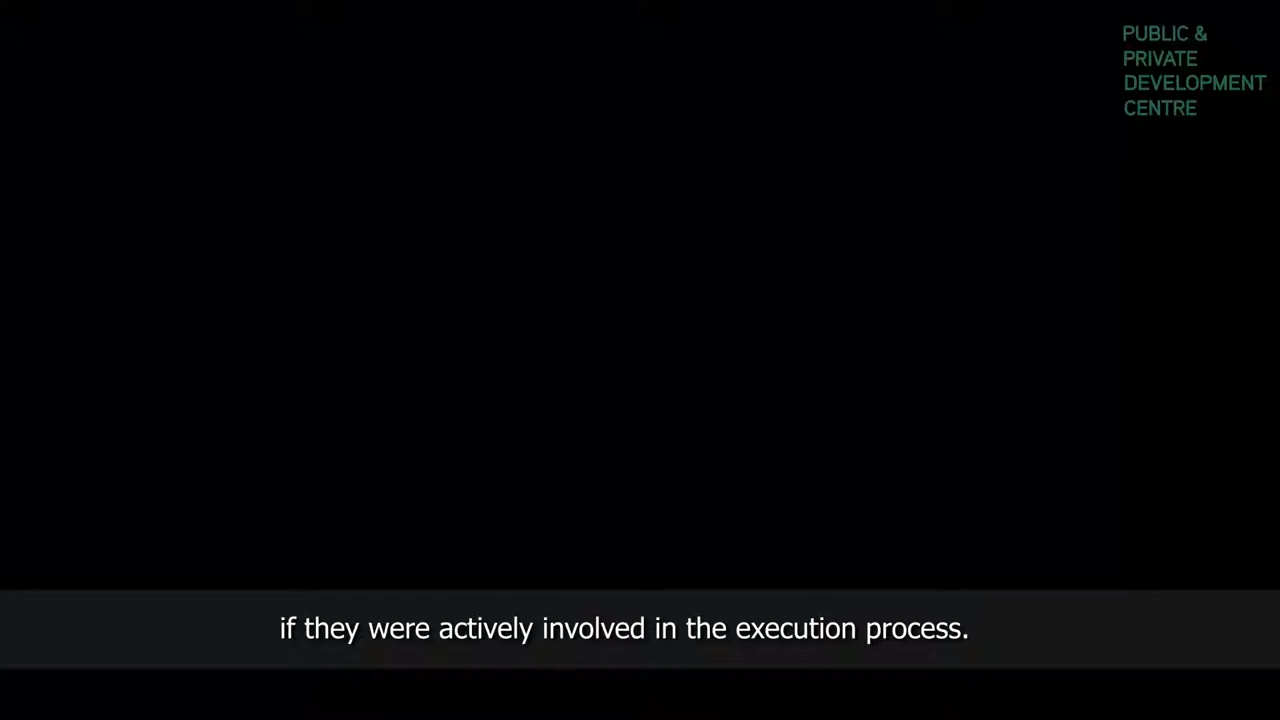 PUBLIC &
PRIVATE
DEVELOPMENT
CENTRE
if they were actively involved in the execution process.